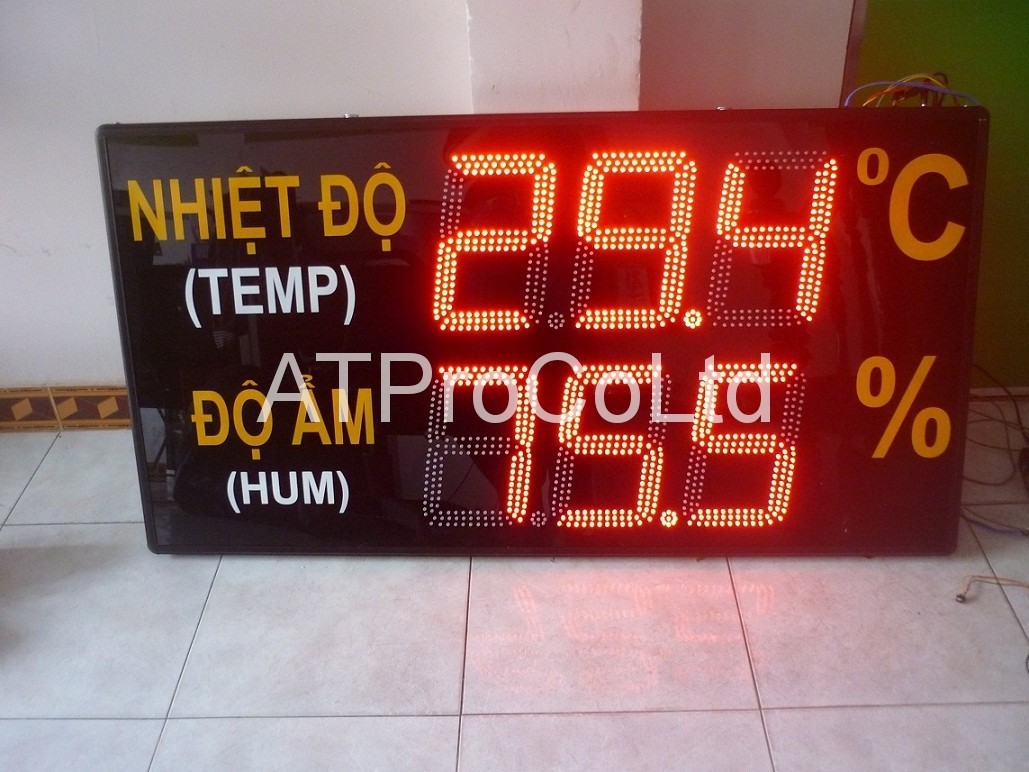 NHIỆT ĐỘ
(TEMP)
29.4
°C
ATProCoLtd
ĐỘ ẨM
(HUM)
75.5
%